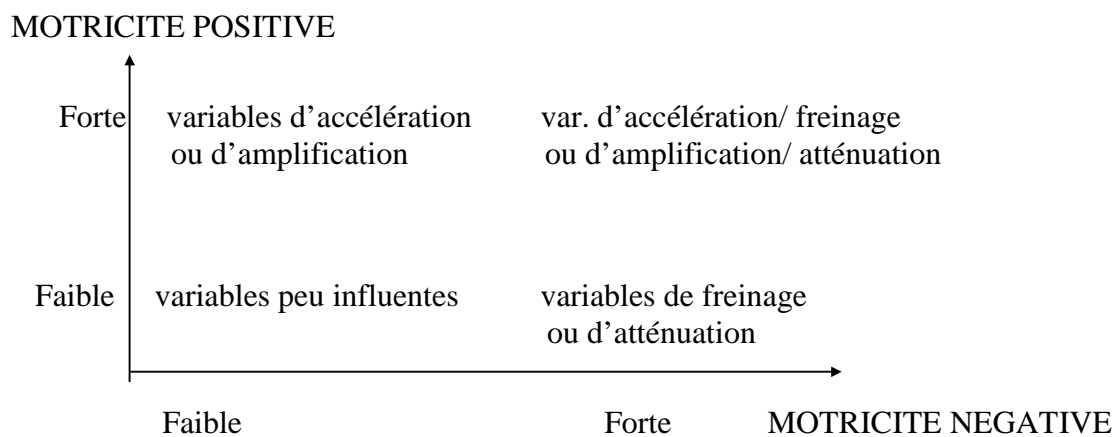 MOTRICITE POSITIVE
Forte variables d’accélération var. d’accélération/ freinage
ou d’amplification ou d’amplification/ atténuation
Faible variables peu influentes variables de freinage
ou d’atténuation
Faible Forte MOTRICITE NEGATIVE